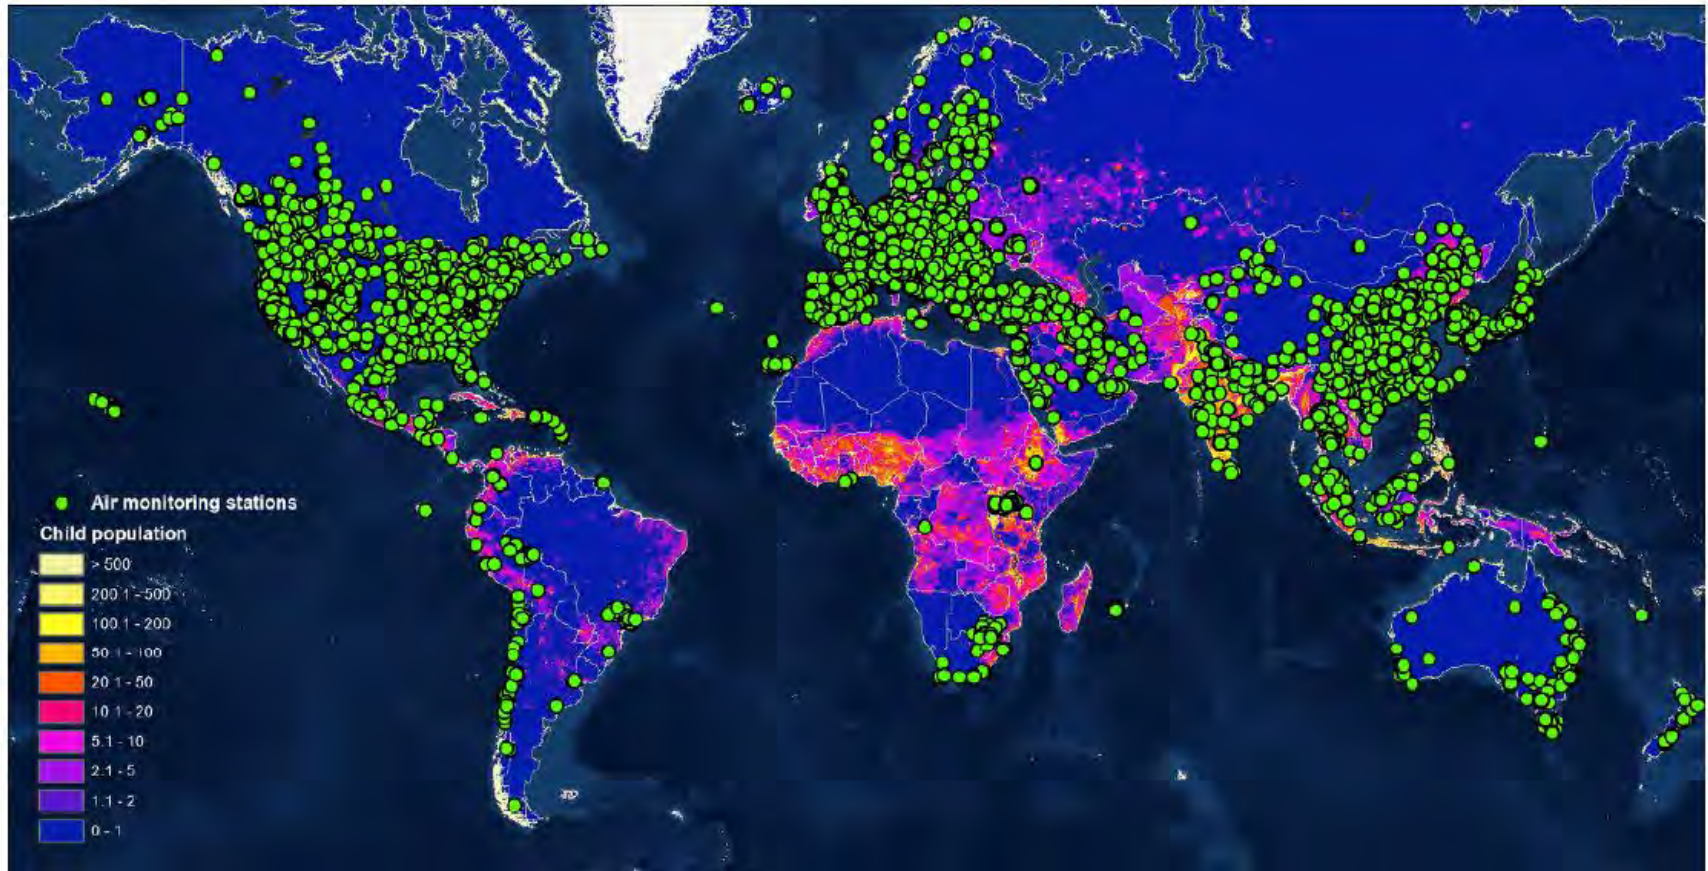 Air monitoring stations
Child population
> 500
200.1 - 500
100.1 - 200
50.1 - 100
20.1 - 50
10.1 - 20
5.1 - 10
2.1 - 5
1.1 - 2
0 - 1